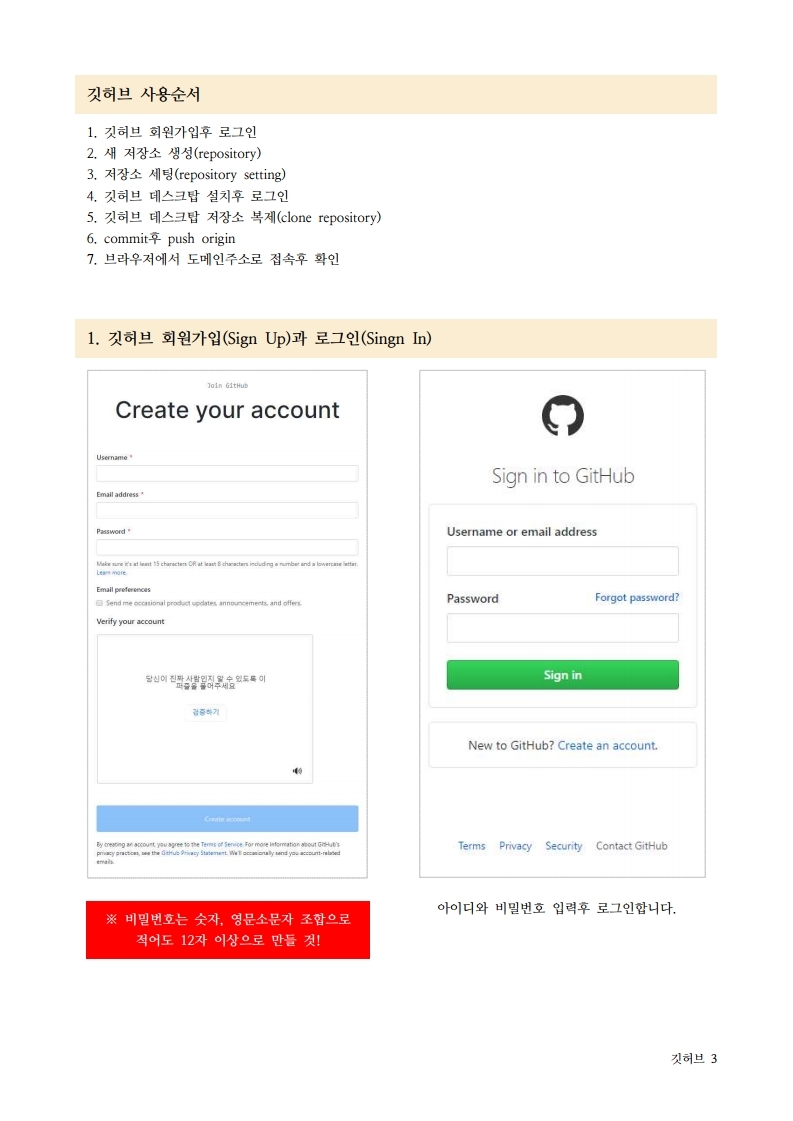 깃허브 사용순서
1. 깃허브 회원가입후 로그인
2. 새 저장소 생성(repository)
3. 저장소 세팅(repository setting)
4. 깃허브 데스크탑 설치후 로그인
5. 깃허브 데스크탑 저장소 복제(clone repository)
6. commit후 push origin
7. 브라우저에서 도메인주소로 접속후 확인
1. 깃허브 회원가입(Sign Up)과 로그인(Singn In)
Join GitHub
Create your account
Username *
Email address *
Password *
Make sure it's at least 15 characters OR at least 8 characters including a number and a lowercase letter.
Learn more.
Email preferences
Send me occasional product updates, announcements, and offers.
Verify your account
당신이 진짜 사람인지 알 수 있도록 이
퍼즐을 풀어주세요
검증하기
Create account
By creating an account, you agree to the Terms of Service. For more information about GitHub's
privacy practices, see the GitHub Privacy Statement. We'll occasionally send you account-related
emails.
※ 비밀번호는 숫자, 영문소문자 조합으로
적어도 12자 이상으로 만들 것!
Sign in to GitHub
Username or email address
Password Forgot password?
Sign in
New to GitHub? Create an account.
Terms Privacy Security Contact GitHub
아이디와 비밀번호 입력후 로그인합니다.
깃허브 3